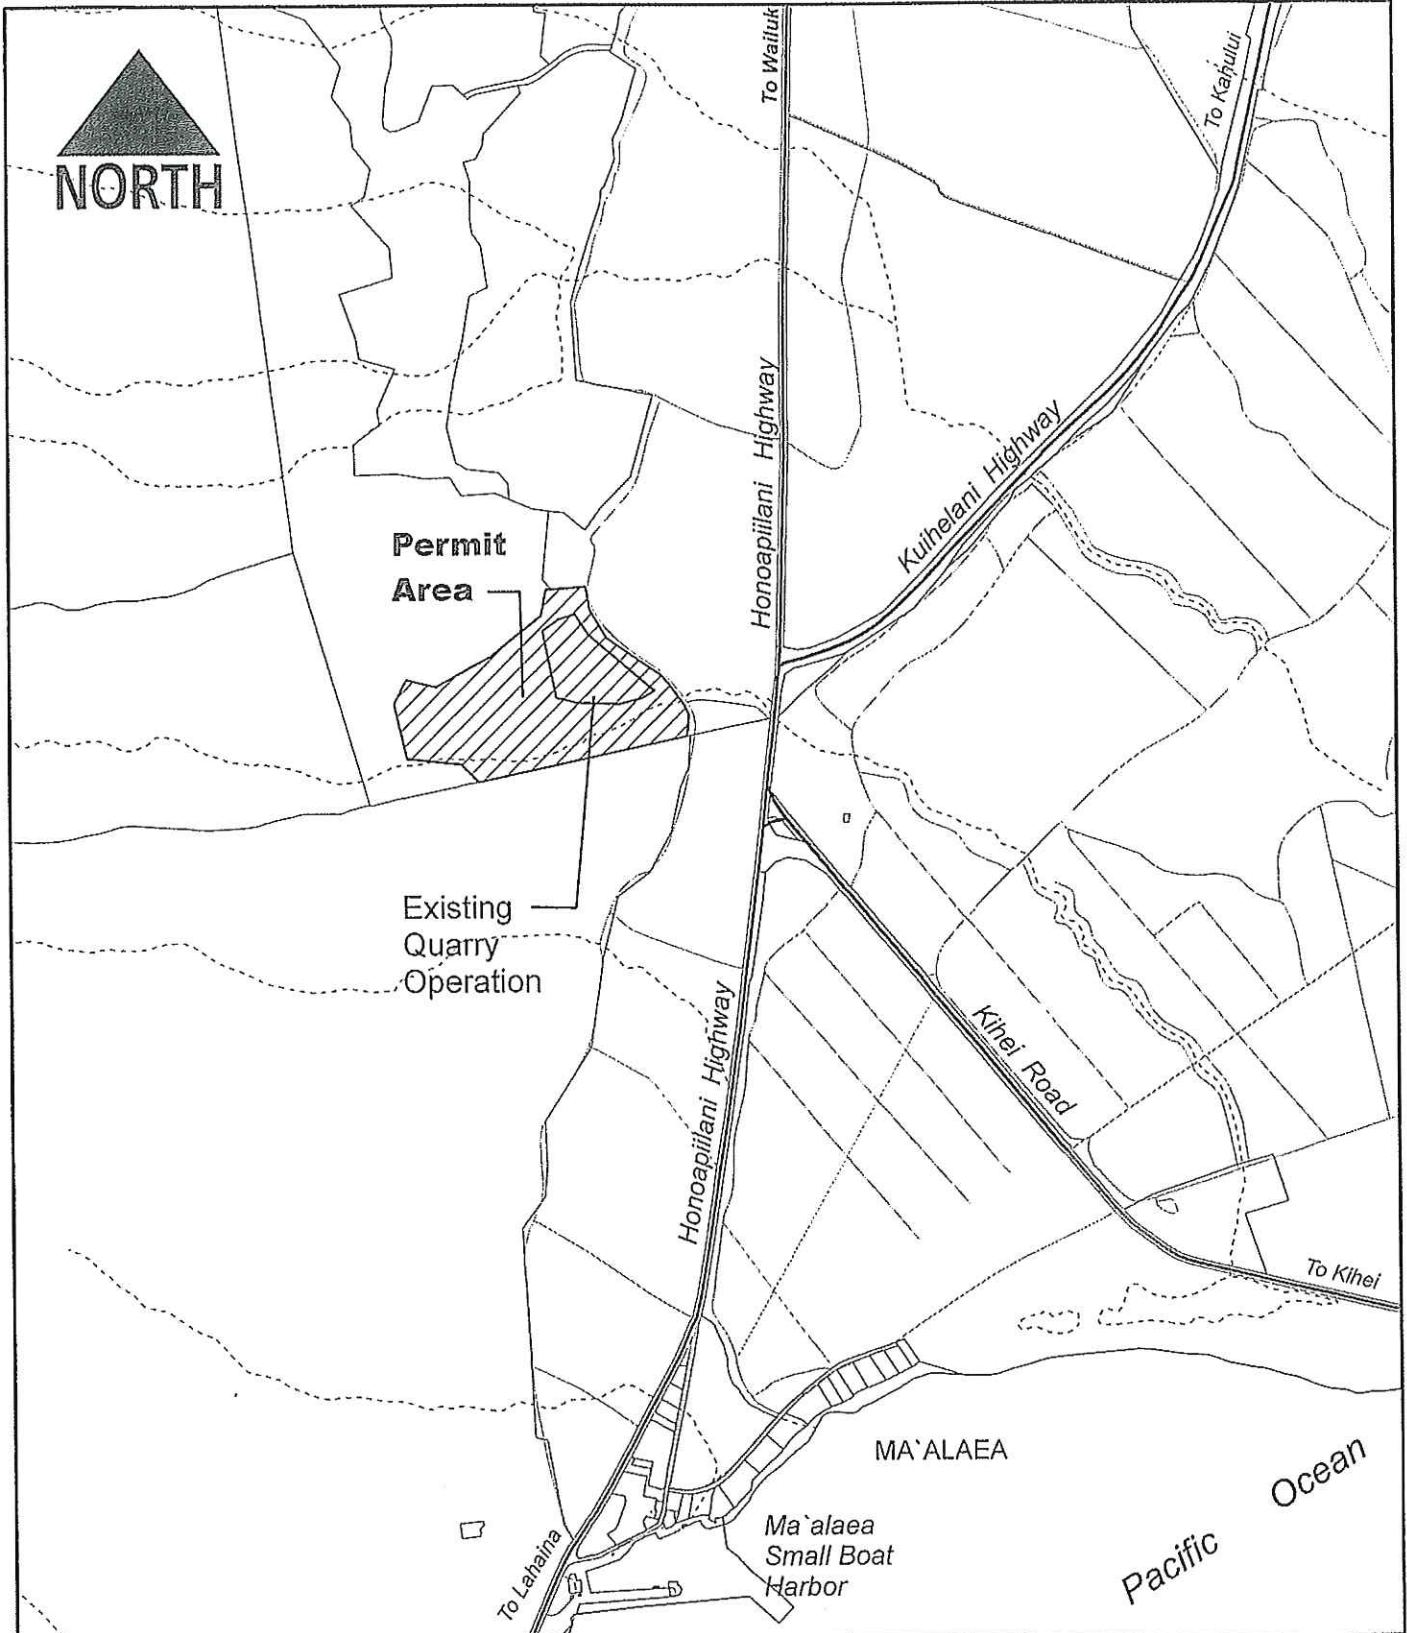 NORTH
To Wailuk
To Kahului
Honoapiilani Highway
Kuihelani Highway
Permit
Area
Existing
Quarry
Operation
Honoapiilani Highway
Kihei Road
To Kihei
MA`ALAEA
Ma`alaea
Small Boat
Harbor
Pacific Ocean
To Lahaina